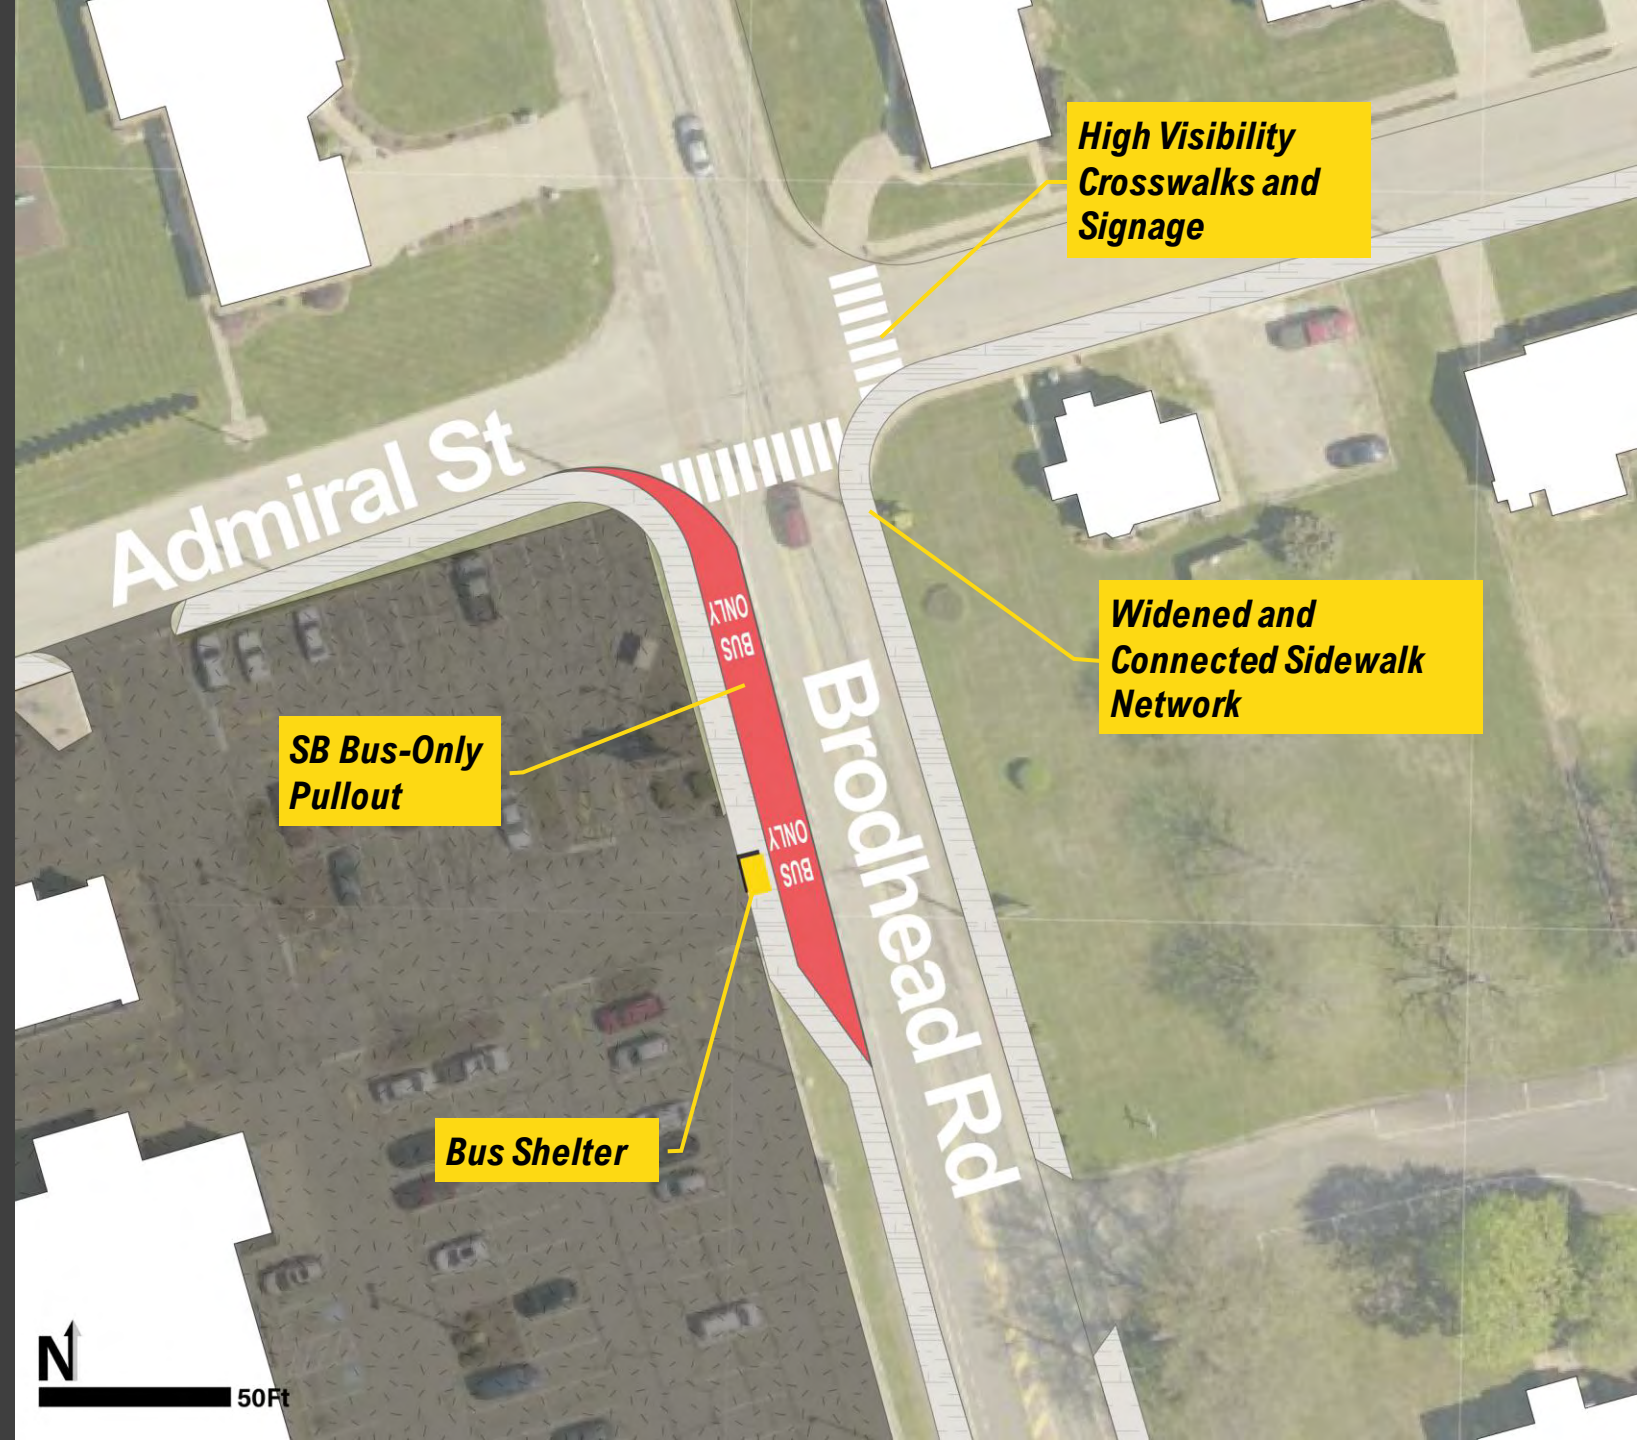 High Visibility
Crosswalks and
Signage
Admiral St
Widened and
Connected Sidewalk
Network
ONLY
BUS
SB Bus-Only
Pullout
Brodhead Rd
ONLY
BUS
Bus Shelter
N
50Ft